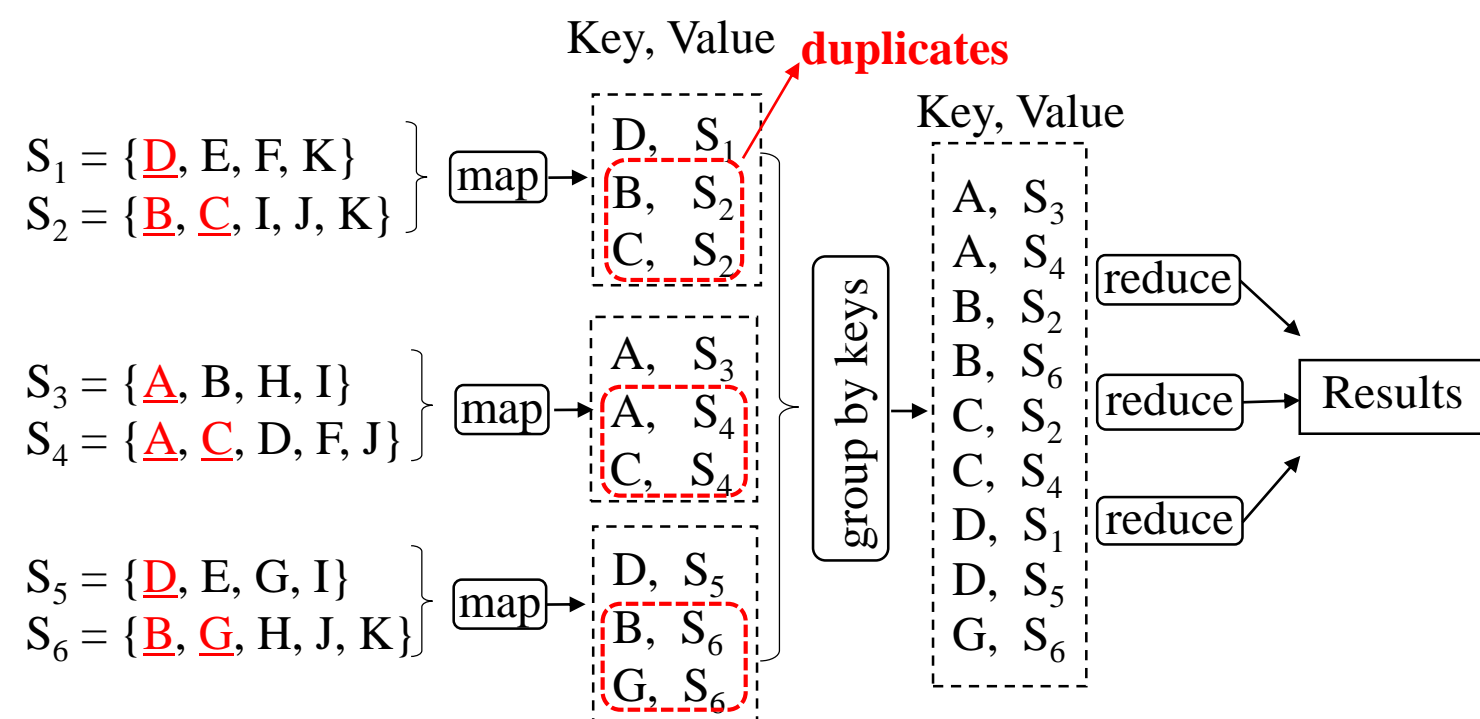 Key, Value
duplicates
S1 = {D, E, F, K}
S2 = {B, C, I, J, K}
map
D, S1
B, S2
C, S2
S3 = {A, B, H, I}
S4 = {A, C, D, F, J}
map
A, S3
A, S4
C, S4
S5 = {D, E, G, I}
S6 = {B, G, H, J, K}
map
D, S5
B, S6
G, S6
group by keys
Key, Value
A, S3
A, S4
B, S2
B, S6
C, S2
C, S4
D, S1
D, S5
G, S6
reduce
reduce
reduce
Results